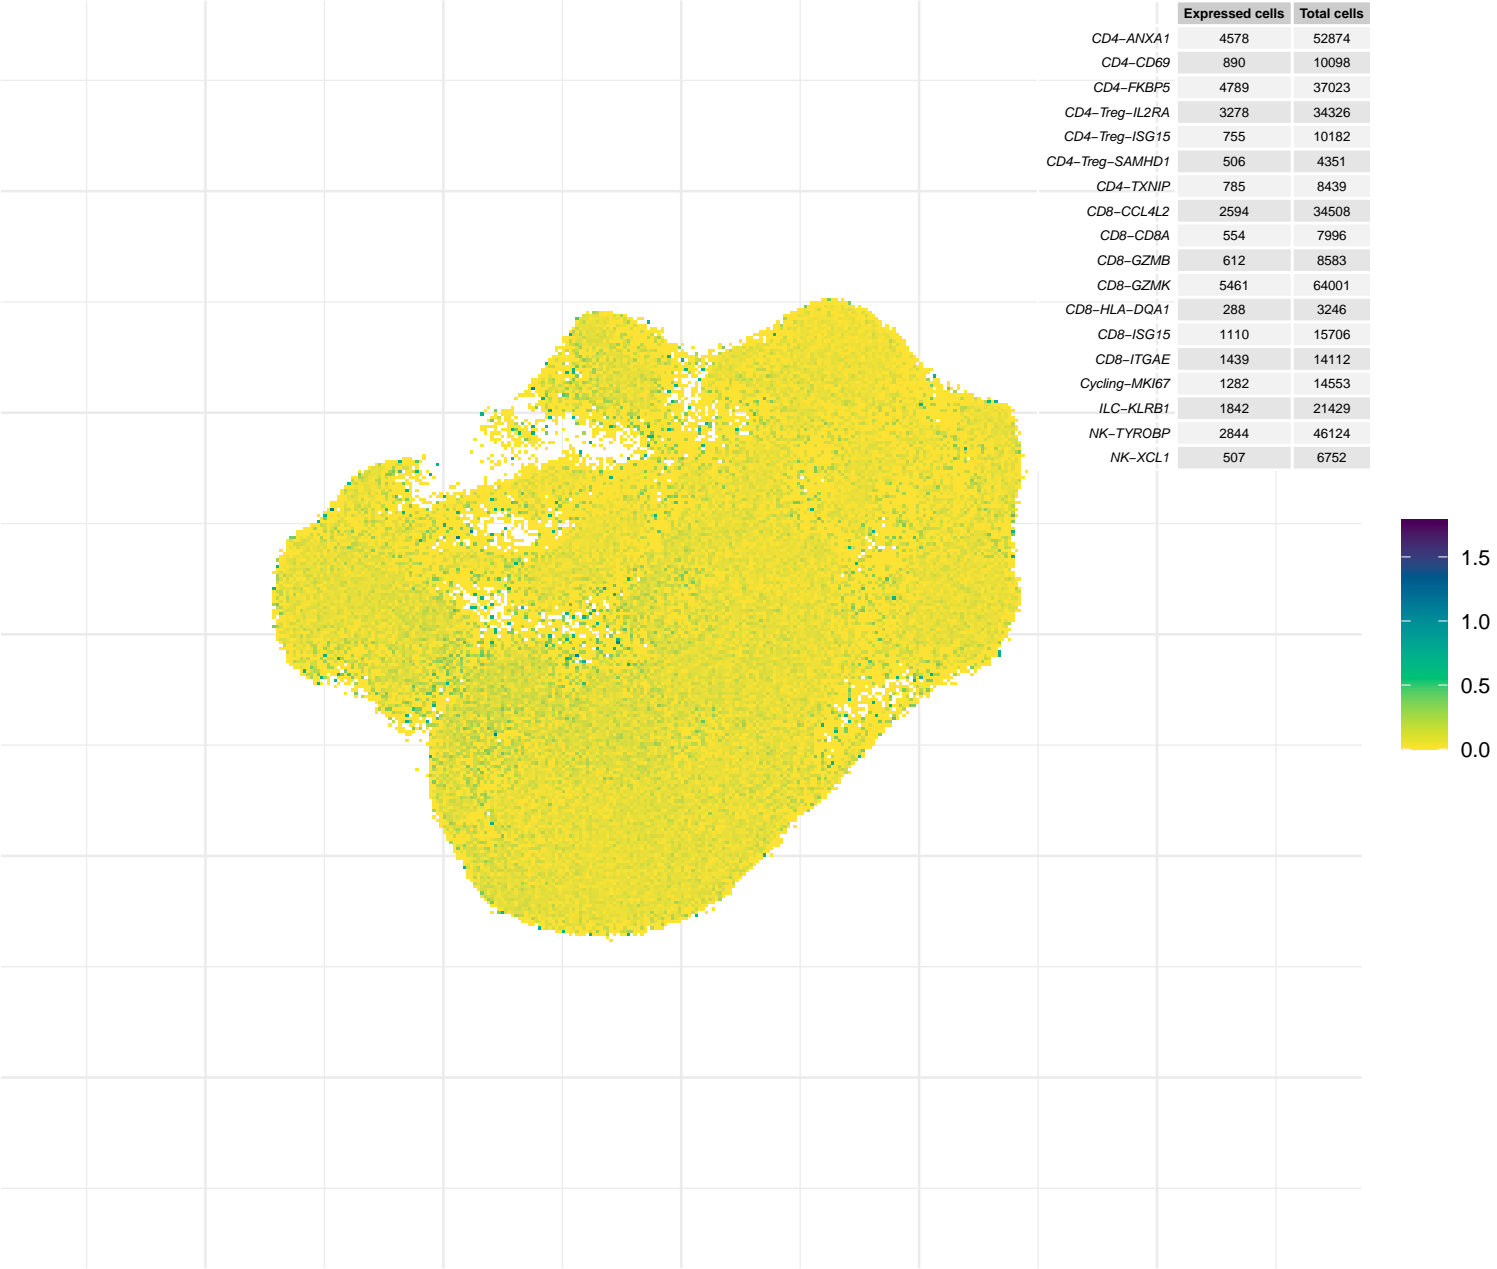 Expressed cells Total cells
CD4−ANXA1 4578 52874
CD4−CD69 890 10098
CD4−FKBP5 4789 37023
CD4−Treg−IL2RA 3278 34326
CD4−Treg−ISG15 755 10182
CD4−Treg−SAMHD1 506 4351
CD4−TXNIP 785 8439
CD8−CCL4L2 2594 34508
CD8−CD8A 554 7996
CD8−GZMB 612 8583
CD8−GZMK 5461 64001
CD8−HLA−DQA1 288 3246
CD8−ISG15 1110 15706
CD8−ITGAE 1439 14112
Cycling−MKI67 1282 14553
ILC−KLRB1 1842 21429
NK−TYROBP 2844 46124
NK−XCL1 507 6752
1.5
1.0
0.5
0.0